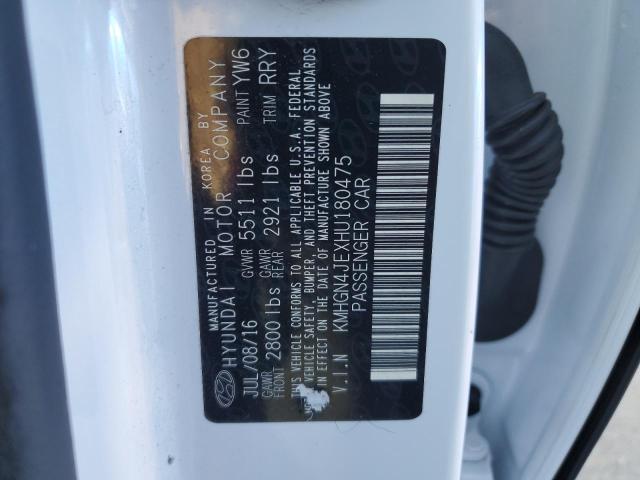 MANUFACTURED IN KOREA BY
HYUNDAI MOTOR COMPANY
JUL/08/16 GVWR 5511 lbs PAINT YW6
GAWR FRONT 2800 lbs GAWR REAR 2921 lbs TRIM RRY
THIS VEHICLE CONFORMS TO ALL APPLICABLE U.S.A. FEDERAL
VEHICLE SAFETY, BUMPER, AND THEFT PREVENTION STANDARDS
IN EFFECT ON THE DATE OF MANUFACTURE SHOWN ABOVE
V.I.N KMHGN4JEXHU180475
PASSENGER CAR